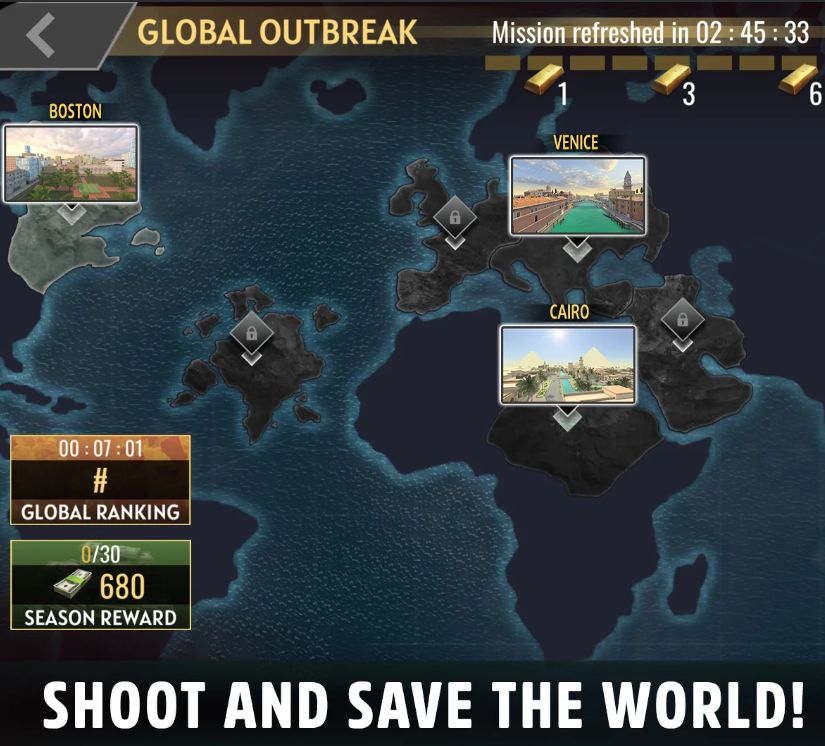 GLOBAL OUTBREAK
Mission refreshed in 02 : 45 : 33
1
3
6
BOSTON
VENICE
CAIRO
00 : 07 : 01
#
GLOBAL RANKING
0/30
680
SEASON REWARD
SHOOT AND SAVE THE WORLD!